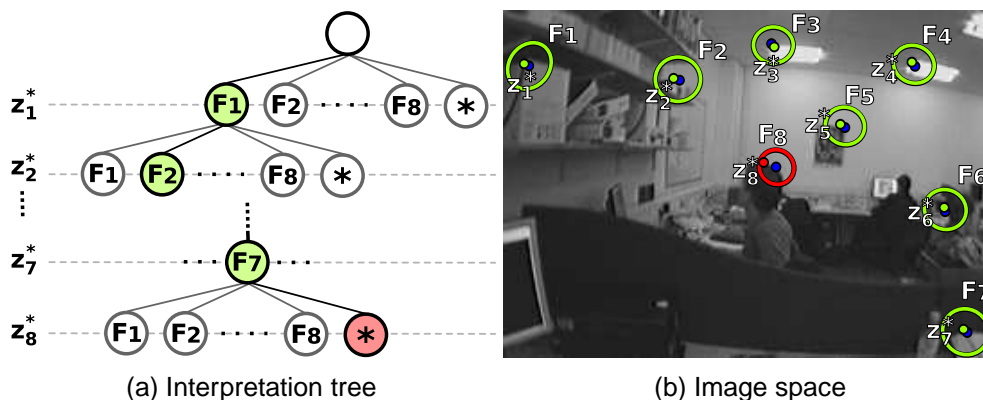 z₁* F1 F2 ..... F8 *
z₂* F1 F2 ..... F8 *
z₇* ..... F7 .....
z₈* F1 F2 ..... F8 *
(a) Interpretation tree
F1 F2 F3 F4
z₁* z₂* z₃* z₄*
F5
z₅*
F8
z₈*
F6
z₆*
F7
z₇*
(b) Image space